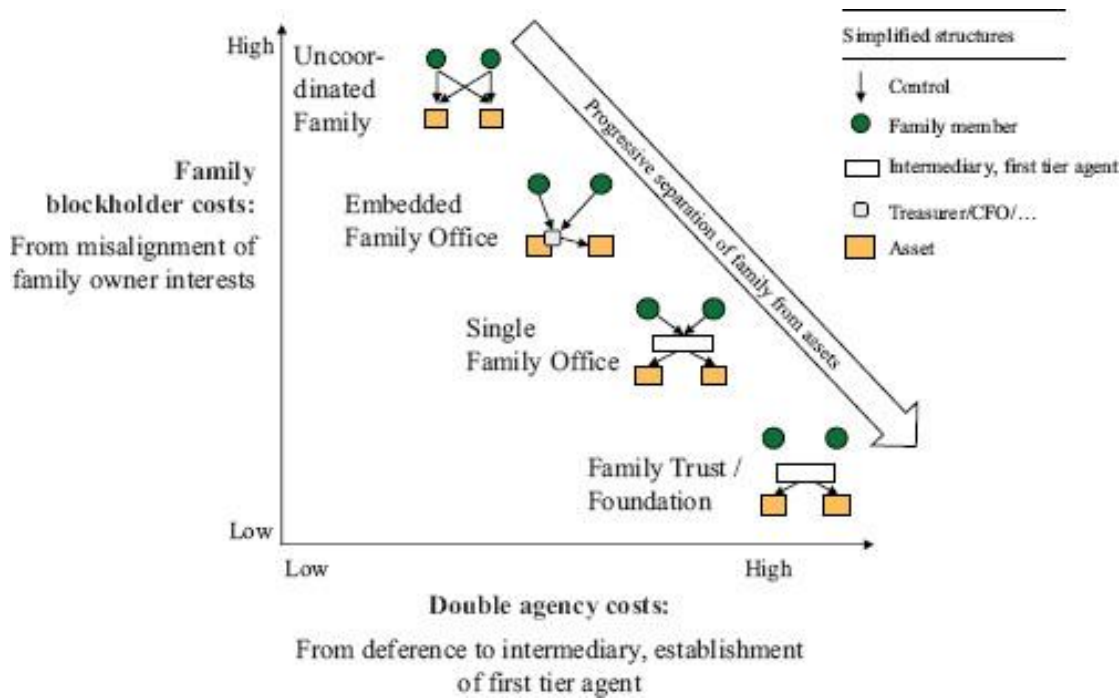 High
Uncoor-
dinated
Family
Family
blockholder costs:
From misalignment of
family owner interests
Embedded
Family Office
Single
Family Office
Family Trust /
Foundation
Low
Low
High
Double agency costs:
From deference to intermediary, establishment
of first tier agent
Progressive separation of family from assets
Simplified structures
Control
Family member
Intermediary, first tier agent
Treasurer/CFO/...
Asset